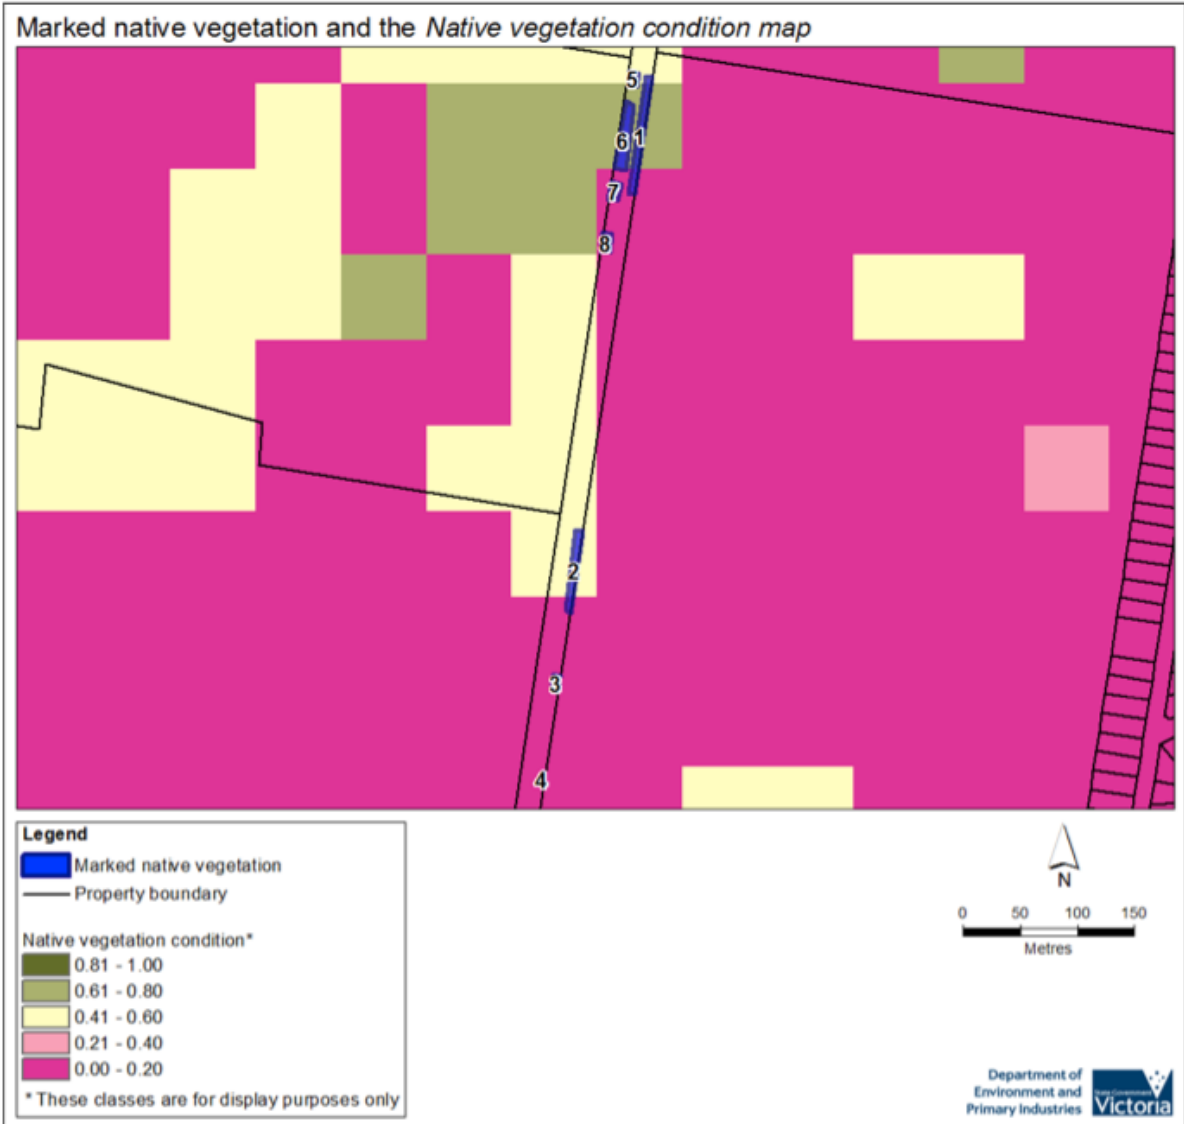 Marked native vegetation and the Native vegetation condition map
5
6 1
7
8
2
3
4
Legend
Marked native vegetation
Property boundary
Native vegetation condition*
0.81 - 1.00
0.61 - 0.80
0.41 - 0.60
0.21 - 0.40
0.00 - 0.20
* These classes are for display purposes only
N
0 50 100 150
Metres
Department of
Environment and
Primary Industries
State Government
Victoria